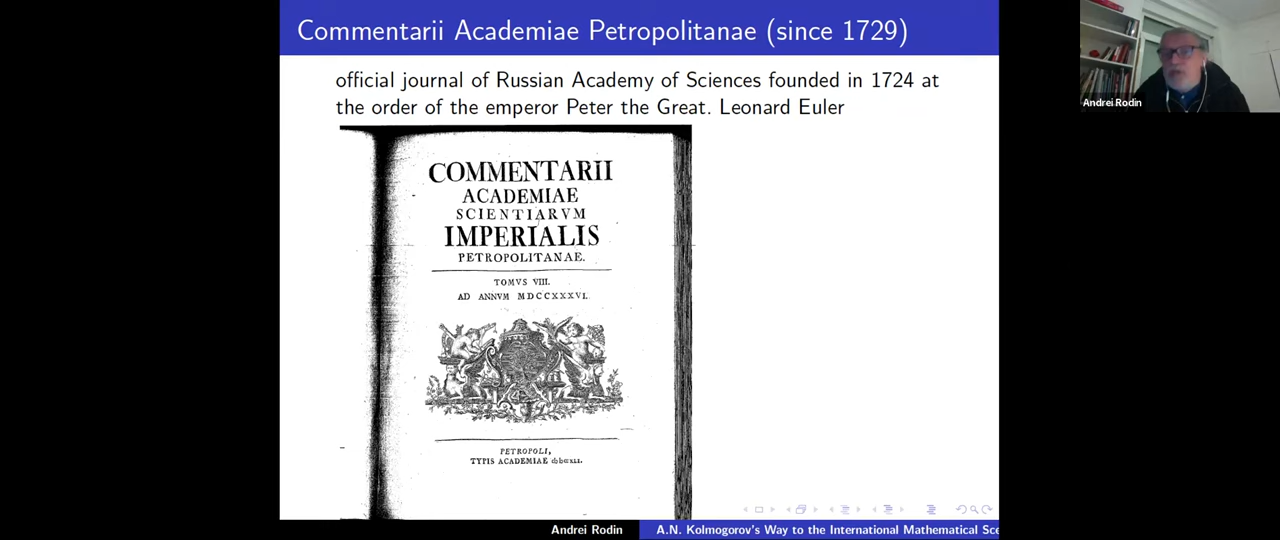 Commentarii Academiae Petropolitanae (since 1729)
official journal of Russian Academy of Sciences founded in 1724 at
the order of the emperor Peter the Great. Leonard Euler
COMMENTARII
ACADEMIAE
SCIENTIARVM
IMPERIALIS
PETROPOLITANAE.
TOMVS VIII.
AD ANNVM MDCCXXXVI.
PETROPOLI,
TYPIS ACADEMIAE
Andrei Rodin
A.N. Kolmogorov's Way to the International Mathematical Sce
Andrei Rodin